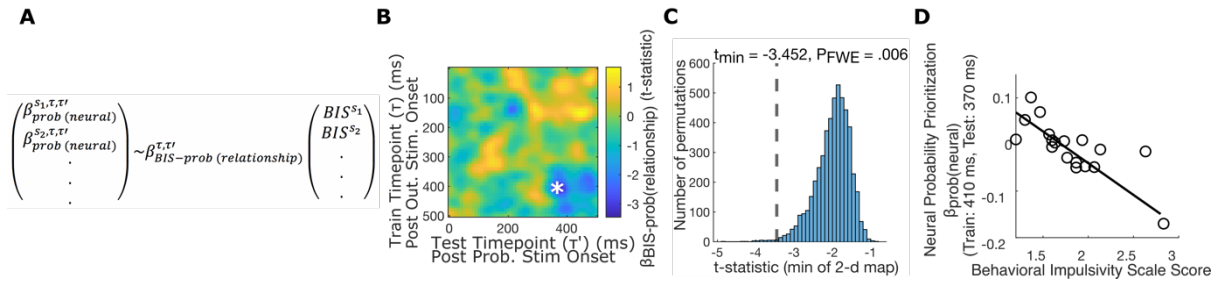 A
β^{s₁,τ,τ'}_{prob (neural)}
β^{s₂,τ,τ'}_{prob (neural)}
.
.
.
~β^{τ,τ'}_{BIS−prob (relationship)}
BIS^{s₁}
BIS^{s₂}
.
.
.
B
Train Timepoint (τ) (ms)
Post Out. Stim. Onset
0
100
200
300
400
500
*
0
200
400
Test Timepoint (τ') (ms)
Post Prob. Stim Onset
1
0
-1
-2
-3
βBIS-prob(relationship) (t-statistic)
C
tmin = -3.452, PFWE = .006
Number of permutations
600
500
400
300
200
100
0
-5
-4
-3
-2
-1
t-statistic (min of 2-d map)
D
Neural Probability Prioritization
βprob(neural)
(Train: 410 ms, Test: 370 ms)
0.1
0
-0.1
-0.2
1.5
2
2.5
3
Behavioral Impulsivity Scale Score